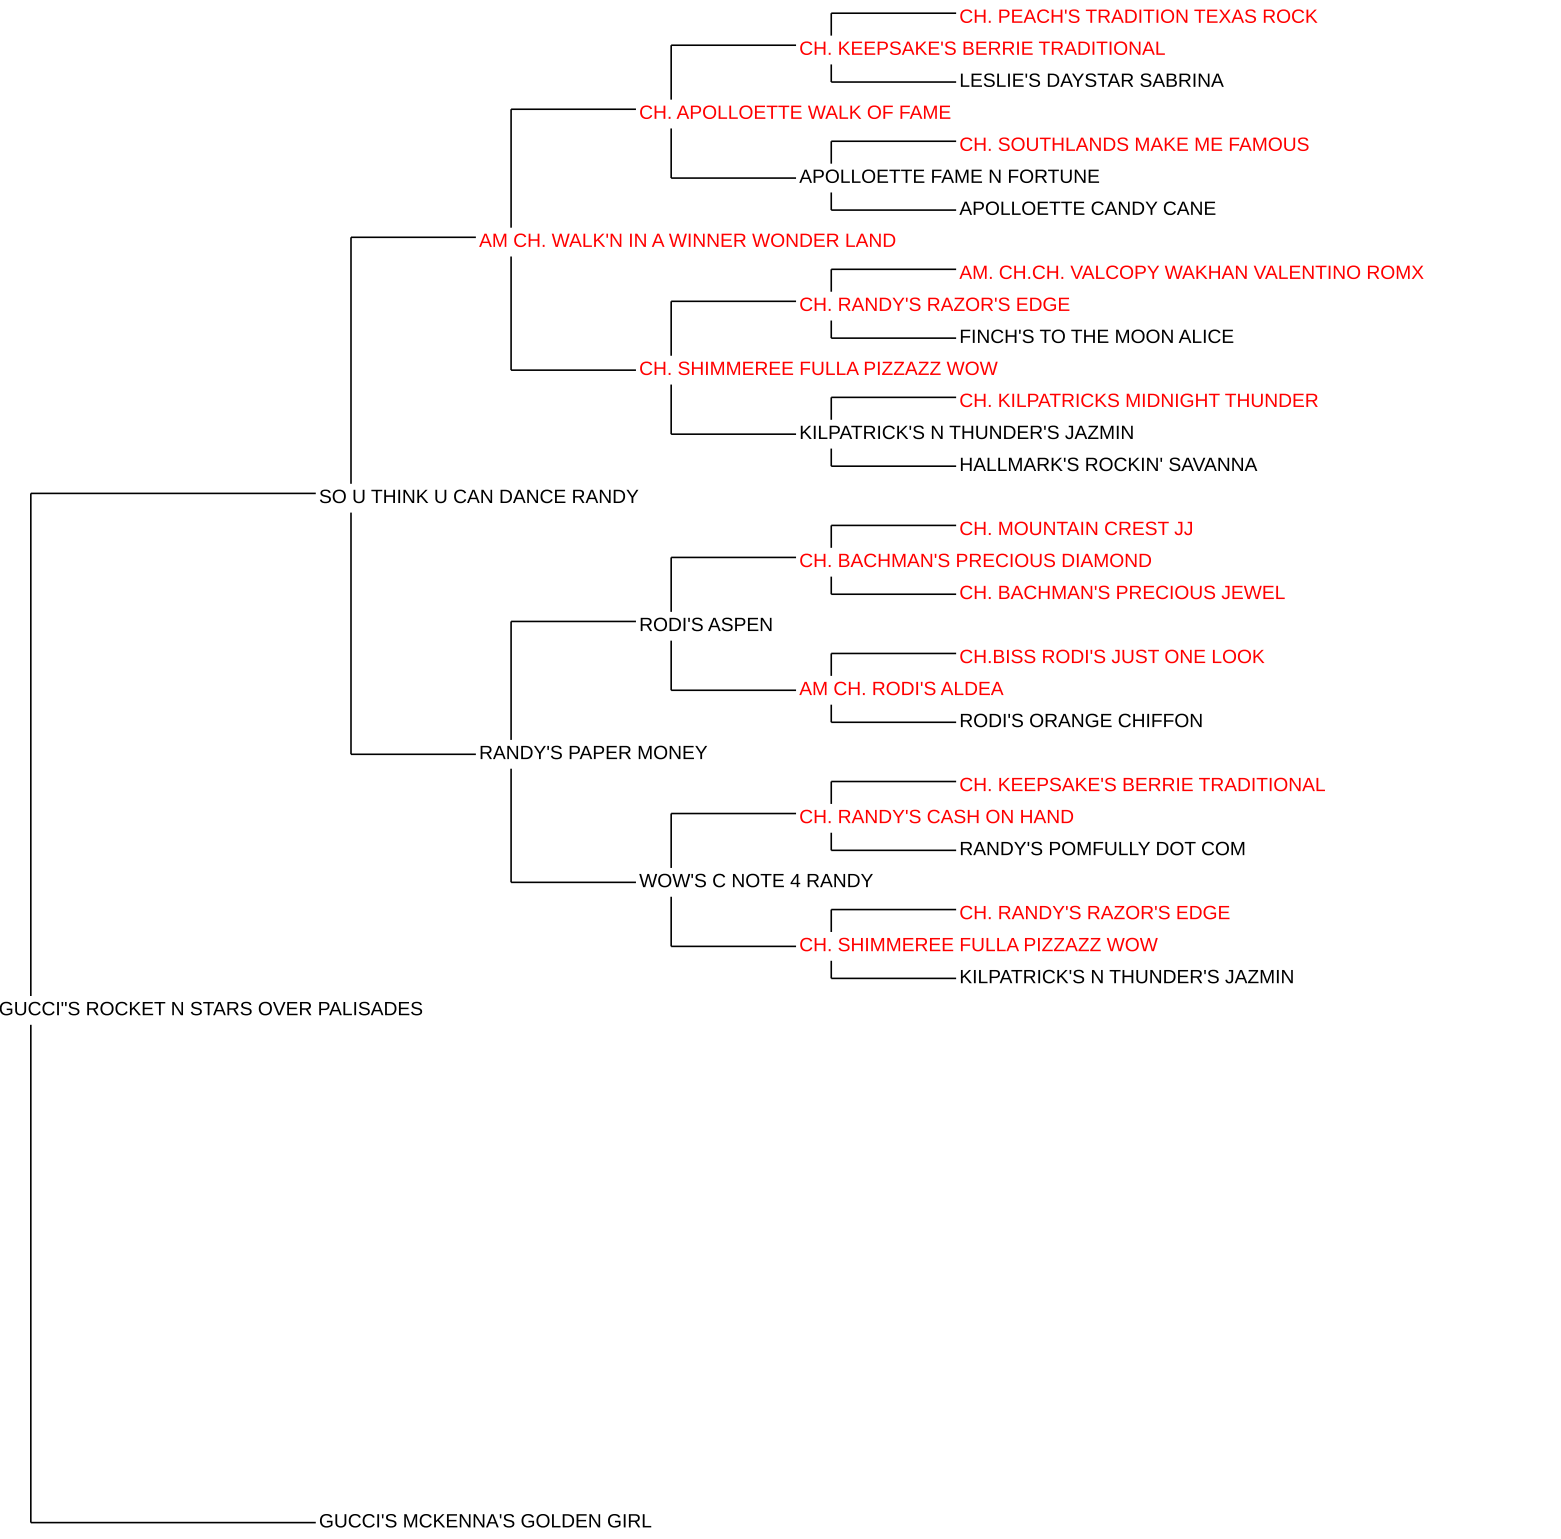 CH. PEACH'S TRADITION TEXAS ROCK
CH. KEEPSAKE'S BERRIE TRADITIONAL
LESLIE'S DAYSTAR SABRINA
CH. APOLLOETTE WALK OF FAME
CH. SOUTHLANDS MAKE ME FAMOUS
APOLLOETTE FAME N FORTUNE
APOLLOETTE CANDY CANE
AM CH. WALK'N IN A WINNER WONDER LAND
AM. CH.CH. VALCOPY WAKHAN VALENTINO ROMX
CH. RANDY'S RAZOR'S EDGE
FINCH'S TO THE MOON ALICE
CH. SHIMMEREE FULLA PIZZAZZ WOW
CH. KILPATRICKS MIDNIGHT THUNDER
KILPATRICK'S N THUNDER'S JAZMIN
HALLMARK'S ROCKIN' SAVANNA
SO U THINK U CAN DANCE RANDY
CH. MOUNTAIN CREST JJ
CH. BACHMAN'S PRECIOUS DIAMOND
CH. BACHMAN'S PRECIOUS JEWEL
RODI'S ASPEN
CH.BISS RODI'S JUST ONE LOOK
AM CH. RODI'S ALDEA
RODI'S ORANGE CHIFFON
RANDY'S PAPER MONEY
CH. KEEPSAKE'S BERRIE TRADITIONAL
CH. RANDY'S CASH ON HAND
RANDY'S POMFULLY DOT COM
WOW'S C NOTE 4 RANDY
CH. RANDY'S RAZOR'S EDGE
CH. SHIMMEREE FULLA PIZZAZZ WOW
KILPATRICK'S N THUNDER'S JAZMIN
GUCCI"S ROCKET N STARS OVER PALISADES
GUCCI'S MCKENNA'S GOLDEN GIRL